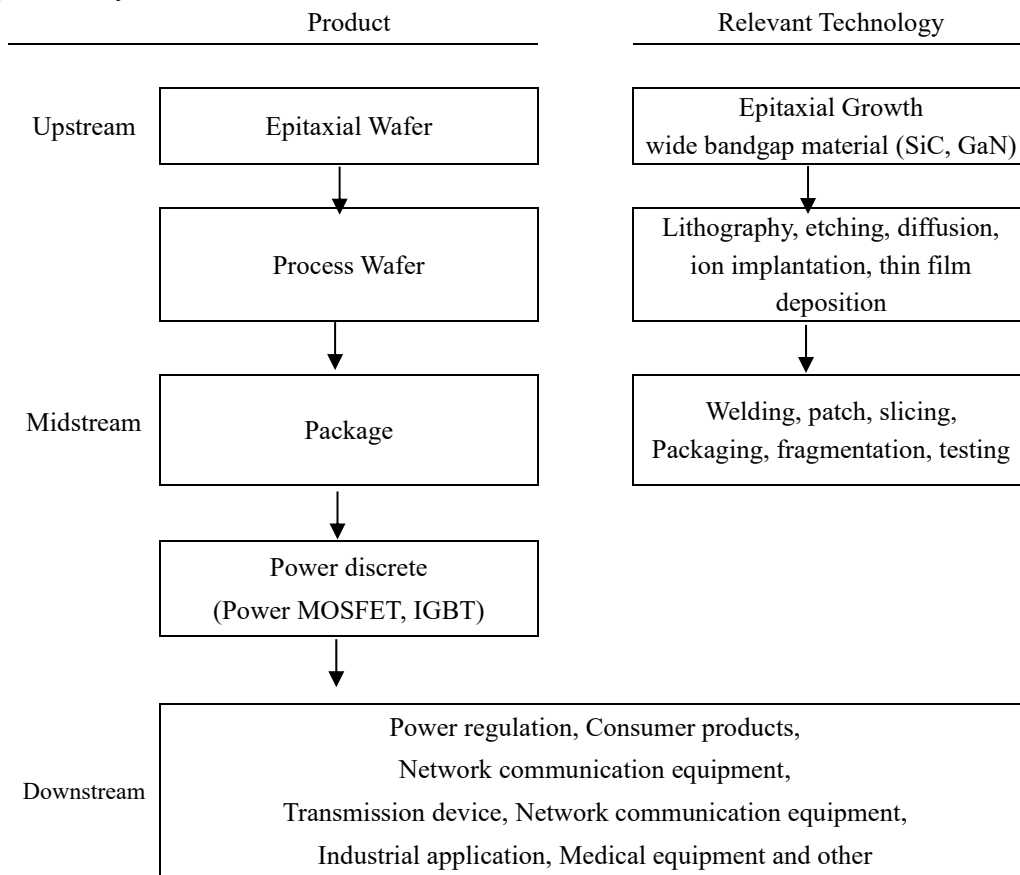 Product
Relevant Technology
Upstream
Epitaxial Wafer
Epitaxial Growth
wide bandgap material (SiC, GaN)
Process Wafer
Lithography, etching, diffusion,
ion implantation, thin film
deposition
Midstream
Package
Welding, patch, slicing,
Packaging, fragmentation, testing
Power discrete
(Power MOSFET, IGBT)
Downstream
Power regulation, Consumer products,
Network communication equipment,
Transmission device, Network communication equipment,
Industrial application, Medical equipment and other